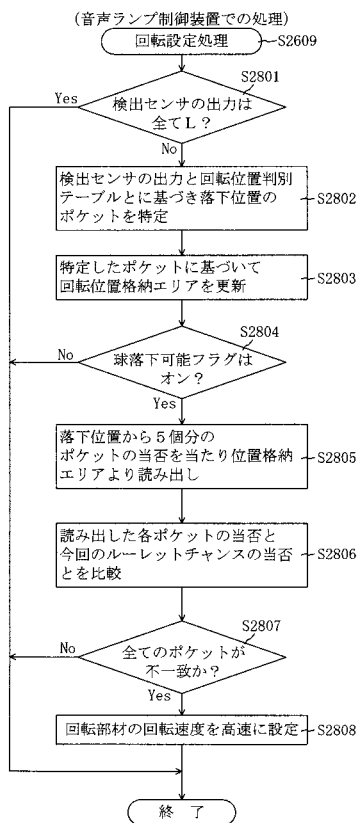 (音声ランプ制御装置での処理)
回転設定処理
S2609
S2801
Yes
検出センサの出力は
全てL？
No
検出センサの出力と回転位置判別
テーブルとに基づき落下位置の
ポケットを特定
S2802
特定したポケットに基づいて
回転位置格納エリアを更新
S2803
S2804
No
球落下可能フラグは
オン？
Yes
落下位置から５個分の
ポケットの当否を当たり位置格納
エリアより読み出し
S2805
読み出した各ポケットの当否と
今回のルーレットチャンスの当否
とを比較
S2806
S2807
No
全てのポケットが
不一致か？
Yes
回転部材の回転速度を高速に設定
S2808
終了